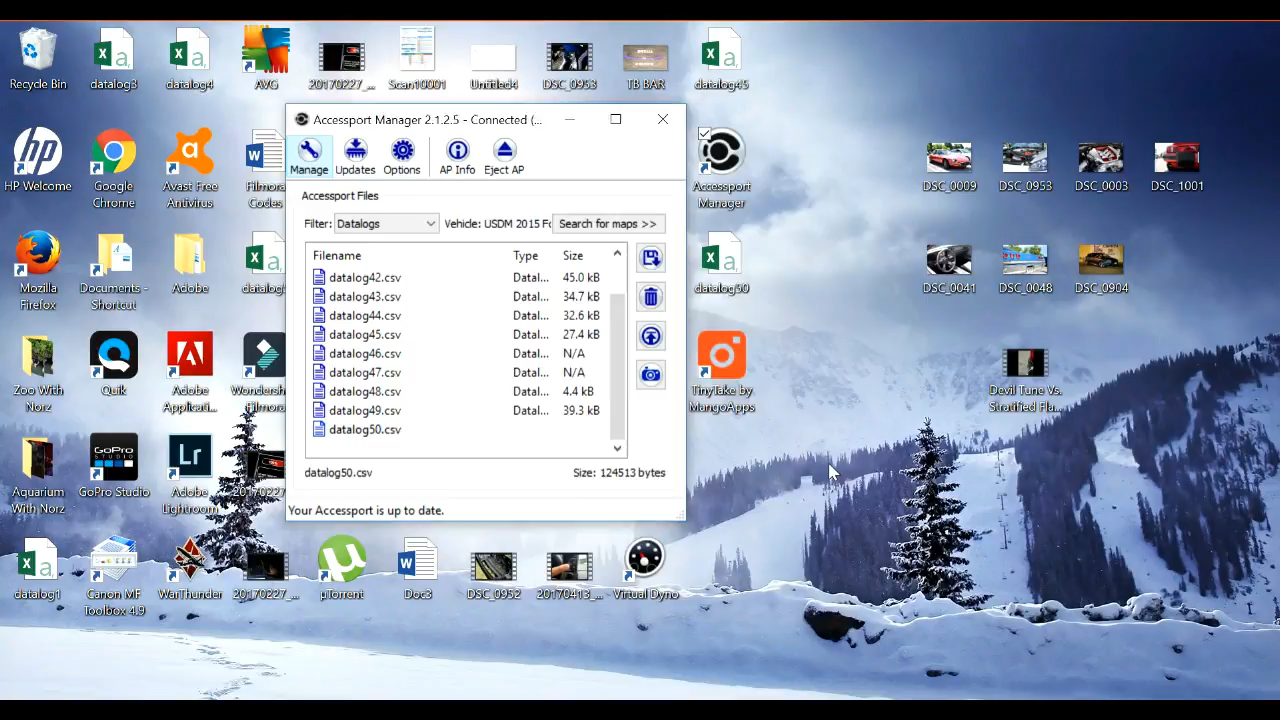 Recycle Bin
datalog3
datalog4
AVG
20170227_...
Scan10001
Untitled4
DSC_0953
TB BAR
datalog45
HP Welcome
Google
Chrome
Avast Free
Antivirus
Filmora
Codes
Accessport
Manager
DSC_0009
DSC_0953
DSC_0003
DSC_1001
Mozilla
Firefox
Documents -
Shortcut
Adobe
datalog
datalog50
DSC_0041
DSC_0048
DSC_0904
Zoo With
Norz
Quik
Adobe
Applicati...
Wondersh
Filmora
TinyTake by
MangoApps
Devil Tune Vs.
Stratified Fla...
Aquarium
With Norz
GoPro Studio
Adobe
Lightroom
20170227
datalog1
Canon MF
Toolbox 4.9
WarThunder
20170227_...
µTorrent
Doc3
DSC_0952
20170413_...
Virtual Dyno
Accessport Manager 2.1.2.5 - Connected (...
Manage
Updates
Options
AP Info
Eject AP
Accessport Files
Filter: Datalogs Vehicle: USDM 2015 Fo Search for maps >>
Filename Type Size
datalog42.csv Datal... 45.0 kB
datalog43.csv Datal... 34.7 kB
datalog44.csv Datal... 32.6 kB
datalog45.csv Datal... 27.4 kB
datalog46.csv Datal... N/A
datalog47.csv Datal... N/A
datalog48.csv Datal... 4.4 kB
datalog49.csv Datal... 39.3 kB
datalog50.csv
datalog50.csv Size: 124513 bytes
Your Accessport is up to date.